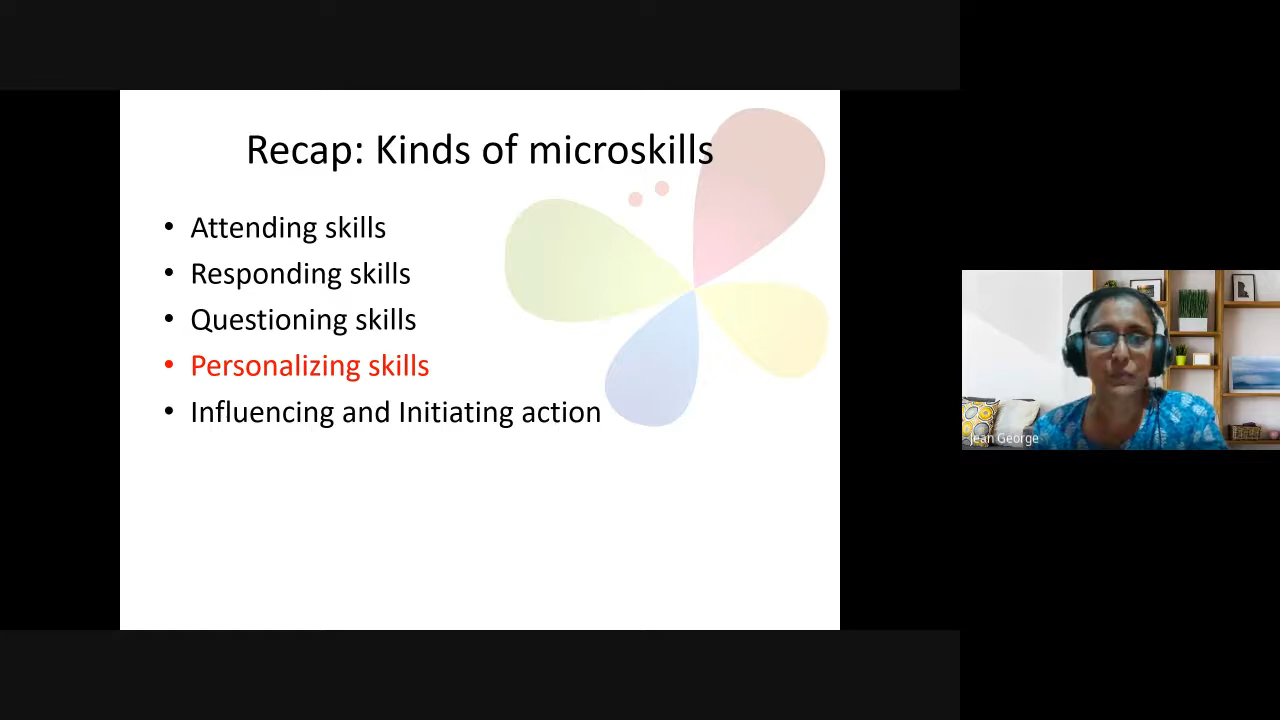 Recap: Kinds of microskills
• Attending skills
• Responding skills
• Questioning skills
• Personalizing skills
• Influencing and Initiating action
Jean George